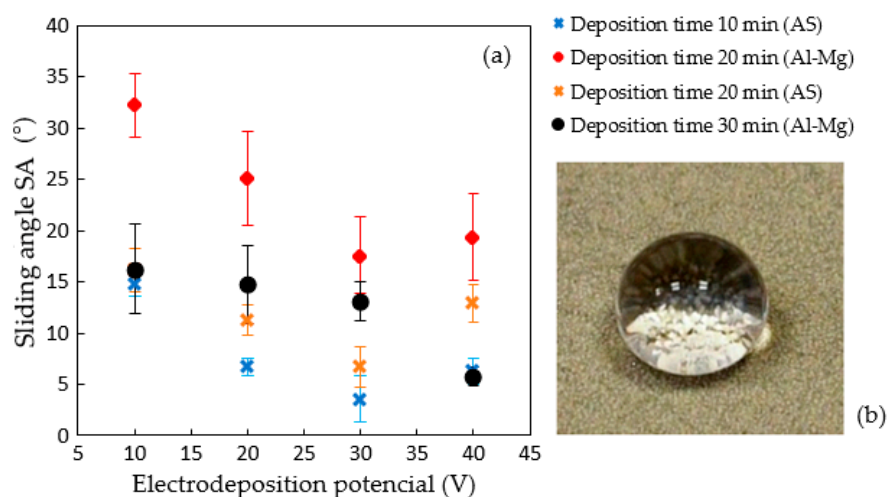 40
35
30
25
20
15
10
5
0
Sliding angle SA (°)
(a)
5 10 15 20 25 30 35 40 45
Electrodeposition potencial (V)
Deposition time 10 min (AS)
Deposition time 20 min (Al-Mg)
Deposition time 20 min (AS)
Deposition time 30 min (Al-Mg)
(b)